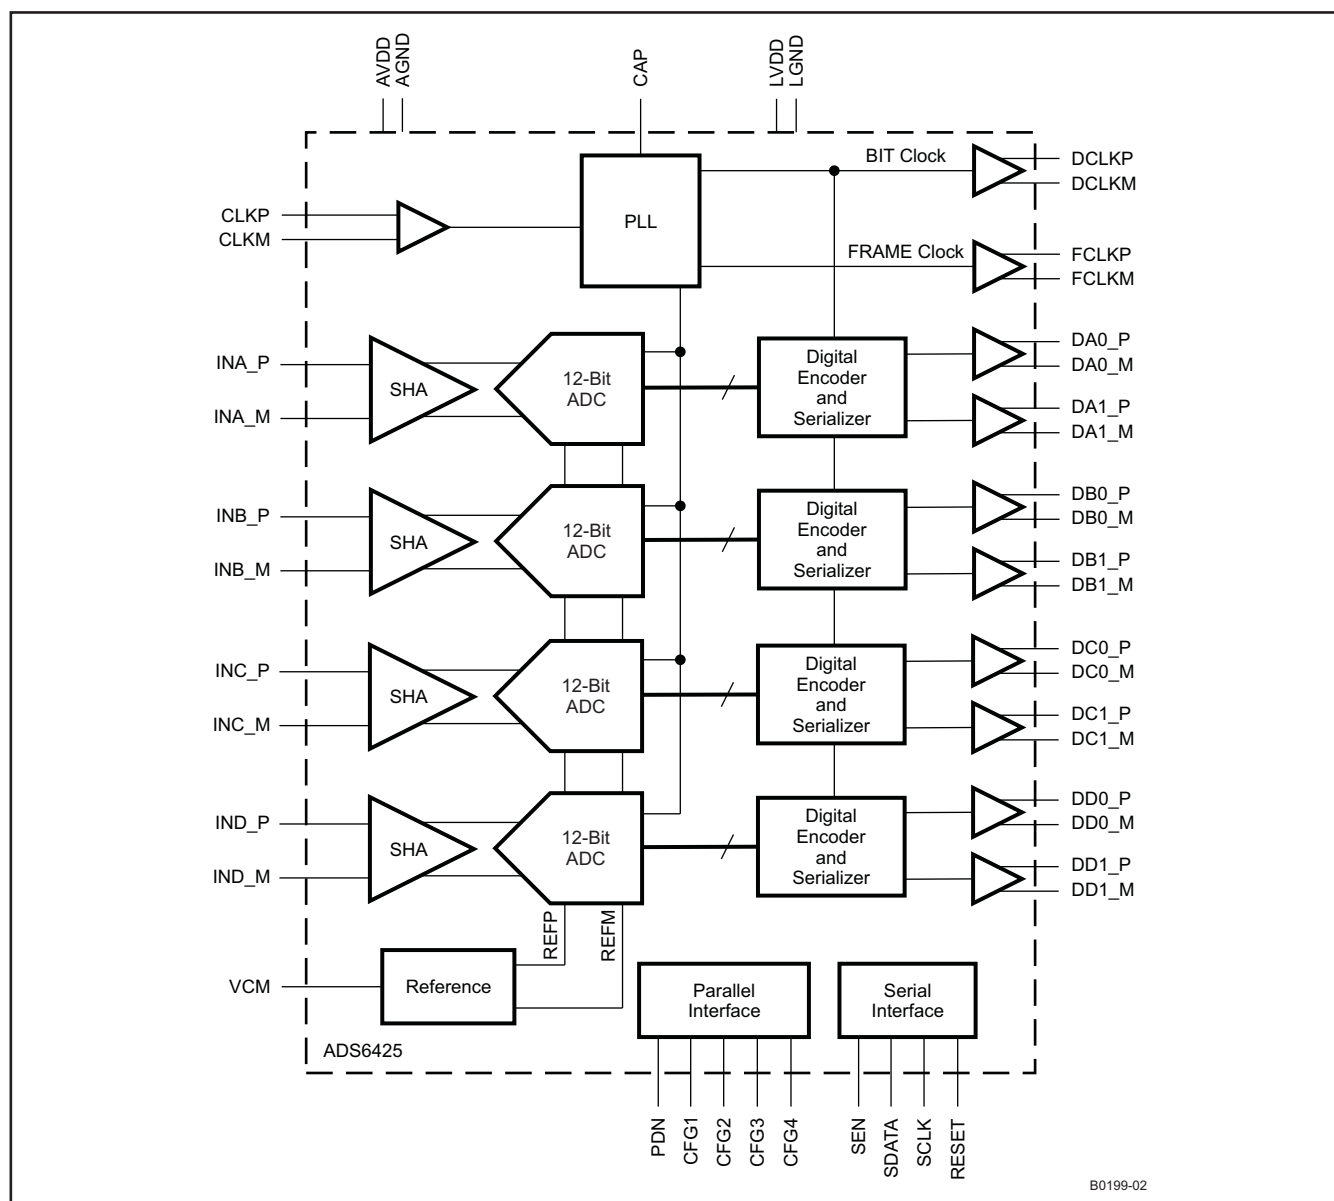 AVDD
AGND
CAP
LVDD
LGND
BIT Clock
DCLKP
DCLKM
CLKP
CLKM
PLL
FRAME Clock
FCLKP
FCLKM
INA_P
INA_M
SHA
12-Bit
ADC
Digital
Encoder
and
Serializer
DA0_P
DA0_M
DA1_P
DA1_M
INB_P
INB_M
SHA
12-Bit
ADC
Digital
Encoder
and
Serializer
DB0_P
DB0_M
DB1_P
DB1_M
INC_P
INC_M
SHA
12-Bit
ADC
Digital
Encoder
and
Serializer
DC0_P
DC0_M
DC1_P
DC1_M
IND_P
IND_M
SHA
12-Bit
ADC
Digital
Encoder
and
Serializer
DD0_P
DD0_M
DD1_P
DD1_M
REFP
REFM
VCM
Reference
Parallel
Interface
Serial
Interface
ADS6425
PDN
CFG1
CFG2
CFG3
CFG4
SEN
SDATA
SCLK
RESET
B0199-02